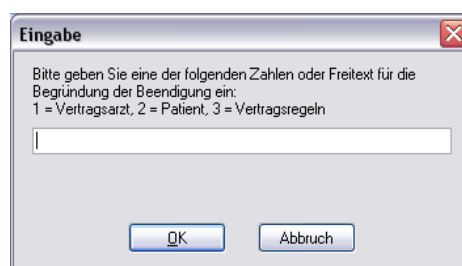 Eingabe
Bitte geben Sie eine der folgenden Zahlen oder Freitext für die
Begründung der Beendigung ein:
1 = Vertragsarzt, 2 = Patient, 3 = Vertragsregeln
OK
Abbruch